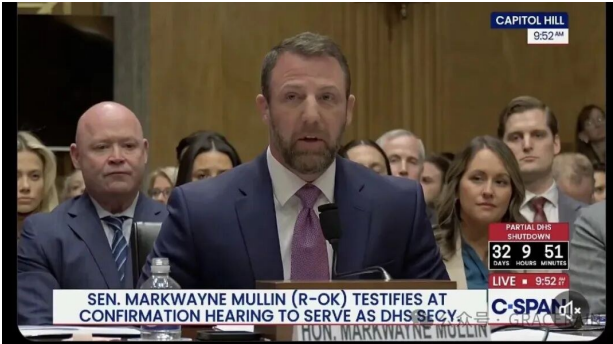 CAPITOL HILL
9:52 AM
PARTIAL DHS
SHUTDOWN
32 9 51
DAYS HOURS MINUTES
LIVE 9:52 AM ET
C-SPAN
SEN. MARKWAYNE MULLIN (R-OK) TESTIFIES AT
CONFIRMATION HEARING TO SERVE AS DHS SECY.
HON. MARKWAYNE MULLIN